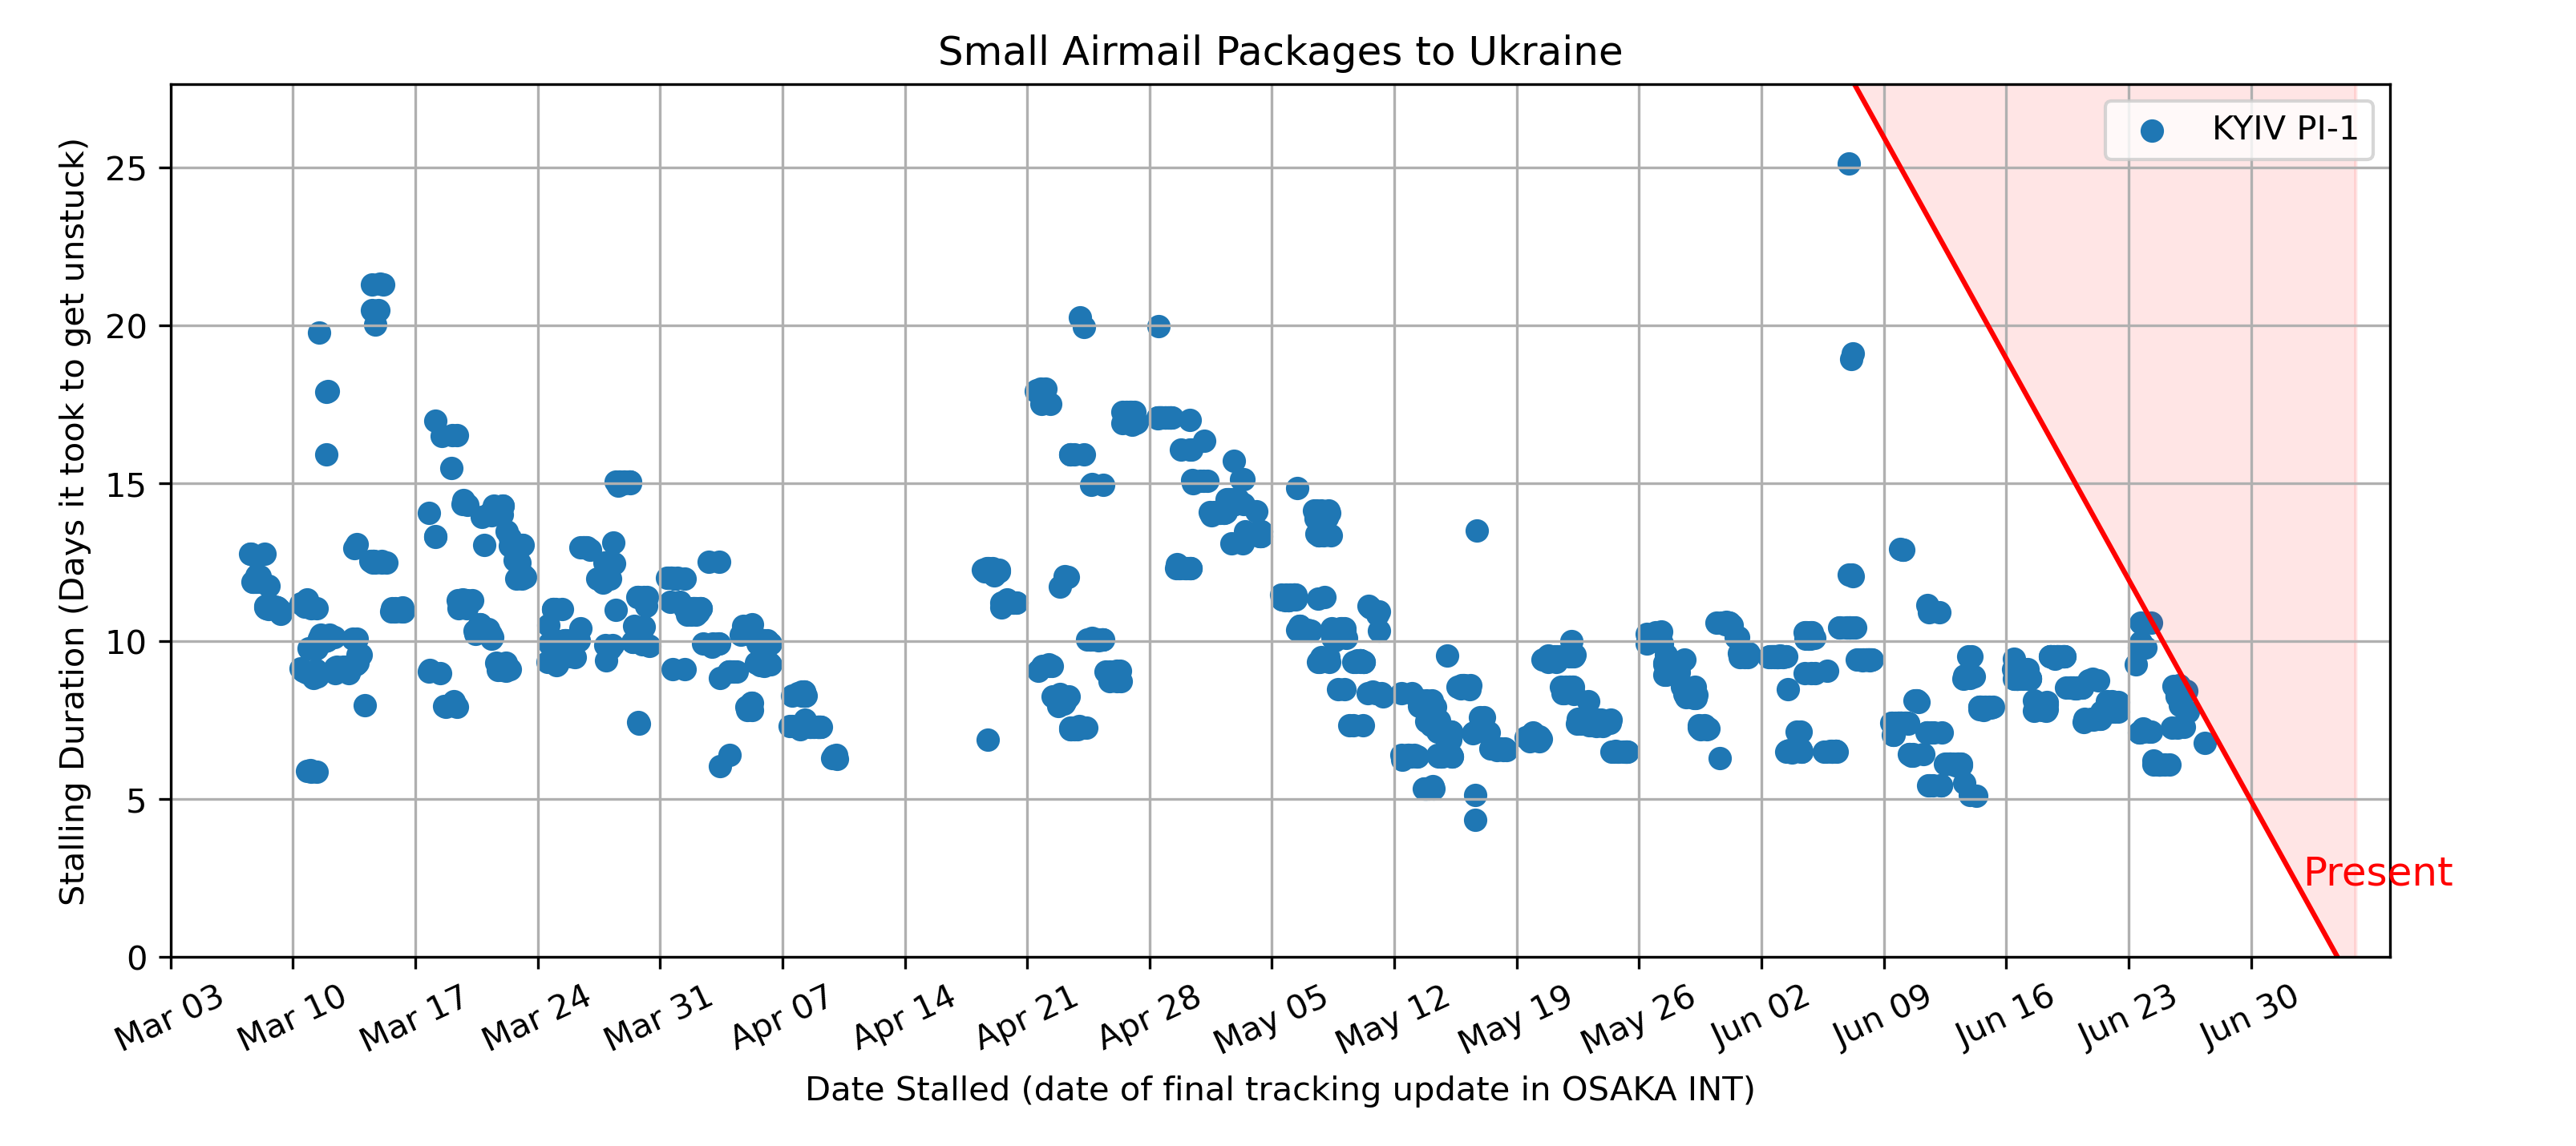 Small Airmail Packages to Ukraine
KYIV PI-1
Stalling Duration (Days it took to get unstuck)
25
20
15
10
5
0
Present
Mar 03
Mar 10
Mar 17
Mar 24
Mar 31
Apr 07
Apr 14
Apr 21
Apr 28
May 05
May 12
May 19
May 26
Jun 02
Jun 09
Jun 16
Jun 23
Jun 30
Date Stalled (date of final tracking update in OSAKA INT)